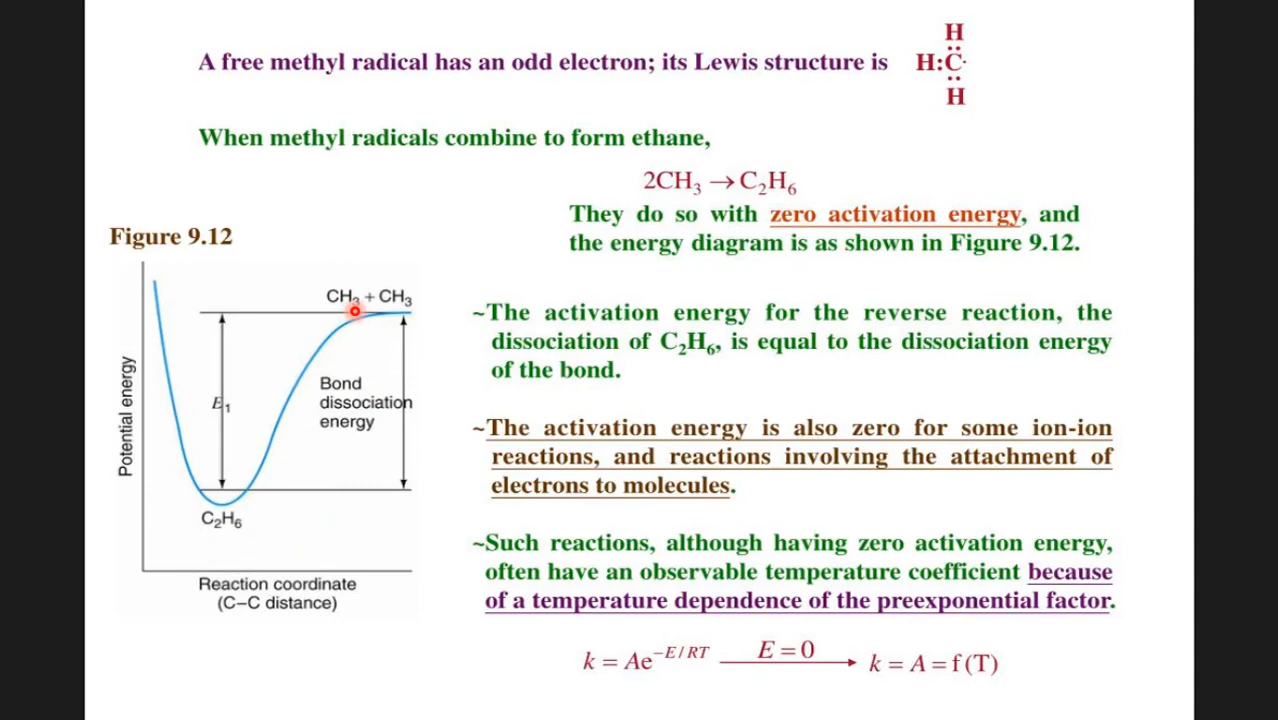 A free methyl radical has an odd electron; its Lewis structure is
H
H:C̈·
··
H
When methyl radicals combine to form ethane,
2CH₃ → C₂H₆
They do so with zero activation energy, and
the energy diagram is as shown in Figure 9.12.
Figure 9.12
CH₃ + CH₃
Bond
dissociation
energy
E₁
Potential energy
C₂H₆
Reaction coordinate
(C–C distance)
~The activation energy for the reverse reaction, the
dissociation of C₂H₆, is equal to the dissociation energy
of the bond.
~The activation energy is also zero for some ion-ion
reactions, and reactions involving the attachment of
electrons to molecules.
~Such reactions, although having zero activation energy,
often have an observable temperature coefficient because
of a temperature dependence of the preexponential factor.
k = Ae^−E/RT E = 0 → k = A = f(T)